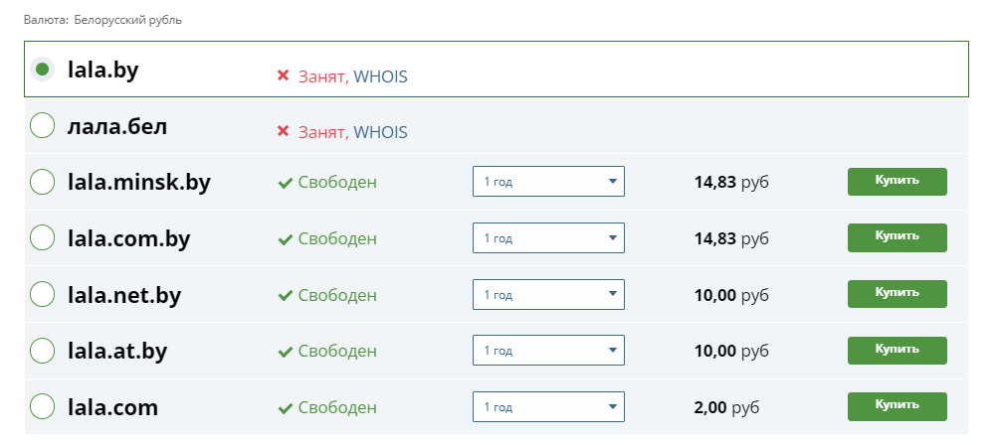 Валюта: Белорусский рубль
lala.by Занят, WHOIS
лала.бел Занят, WHOIS
lala.minsk.by Свободен 1 год 14,83 руб Купить
lala.com.by Свободен 1 год 14,83 руб Купить
lala.net.by Свободен 1 год 10,00 руб Купить
lala.at.by Свободен 1 год 10,00 руб Купить
lala.com Свободен 1 год 2,00 руб Купить